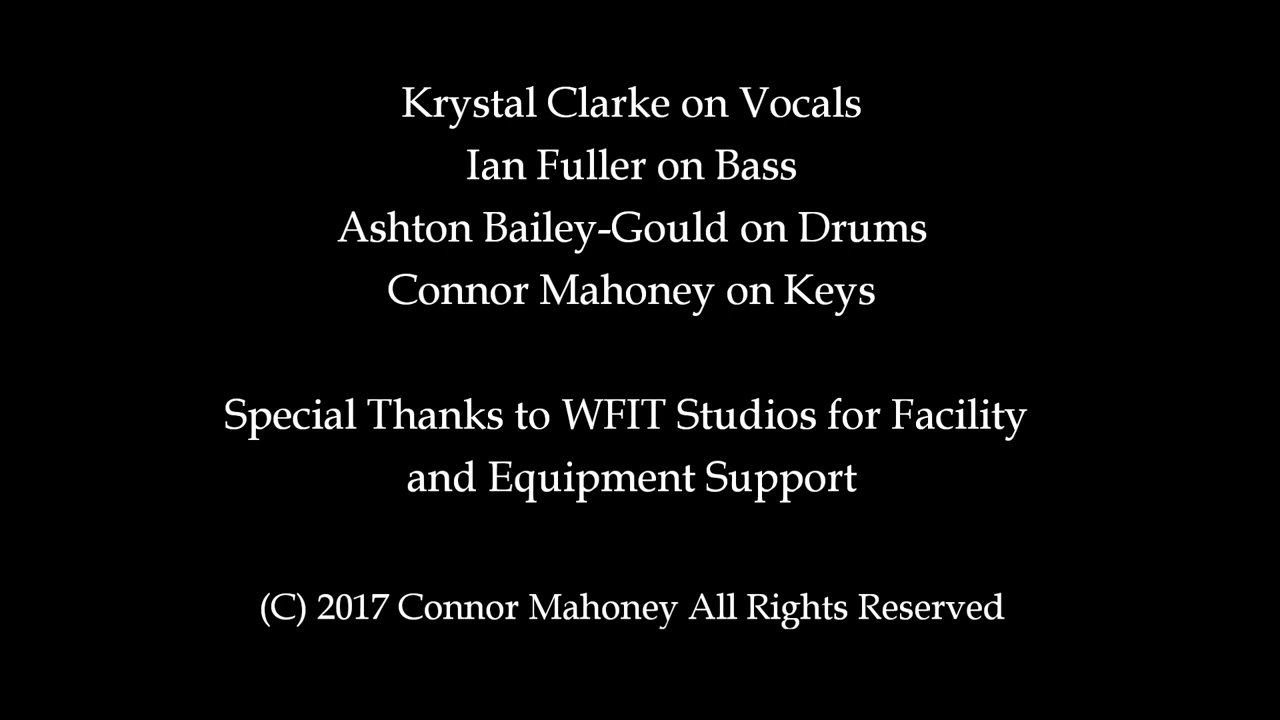 Krystal Clarke on Vocals
Ian Fuller on Bass
Ashton Bailey-Gould on Drums
Connor Mahoney on Keys
Special Thanks to WFIT Studios for Facility
and Equipment Support
(C) 2017 Connor Mahoney All Rights Reserved